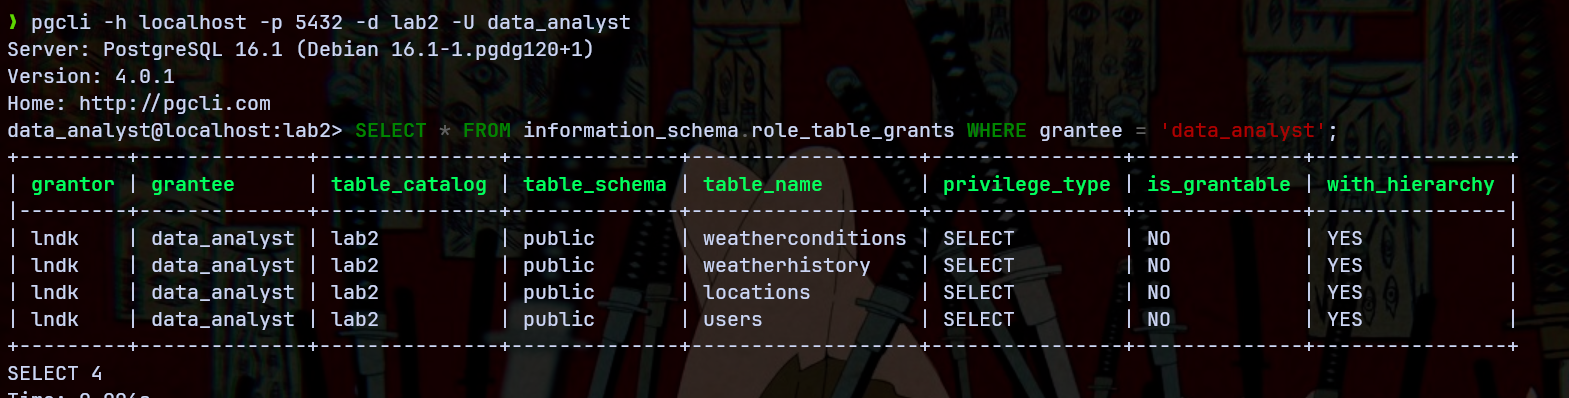 ❯ pgcli -h localhost -p 5432 -d lab2 -U data_analyst
Server: PostgreSQL 16.1 (Debian 16.1-1.pgdg120+1)
Version: 4.0.1
Home: http://pgcli.com
data_analyst@localhost:lab2> SELECT * FROM information_schema.role_table_grants WHERE grantee = 'data_analyst';
+---------+--------------+---------------+--------------+-------------------+----------------+--------------+----------------+
| grantor | grantee      | table_catalog | table_schema | table_name        | privilege_type | is_grantable | with_hierarchy |
|---------+--------------+---------------+--------------+-------------------+----------------+--------------+----------------|
| lndk    | data_analyst | lab2          | public       | weatherconditions | SELECT         | NO           | YES            |
| lndk    | data_analyst | lab2          | public       | weatherhistory    | SELECT         | NO           | YES            |
| lndk    | data_analyst | lab2          | public       | locations         | SELECT         | NO           | YES            |
| lndk    | data_analyst | lab2          | public       | users             | SELECT         | NO           | YES            |
+---------+--------------+---------------+--------------+-------------------+----------------+--------------+----------------+
SELECT 4
Time: